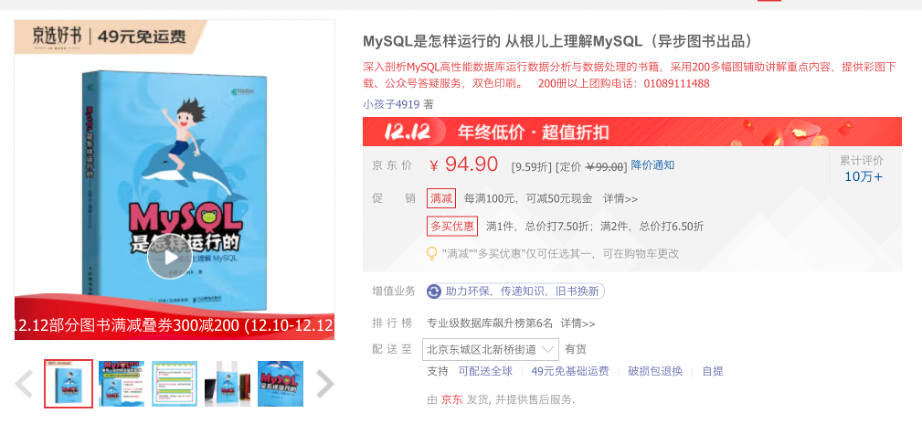 京选好书 | 49元免运费
MySQL
是怎样运行的
12.12部分图书满减叠券300减200 (12.10-12.12
MySQL是怎样运行的 从根儿上理解MySQL（异步图书出品）
深入剖析MySQL高性能数据库运行数据分析与数据处理的书籍，采用200多幅图辅助讲解重点内容，提供彩图下
载、公众号答疑服务，双色印刷。 200册以上团购电话：01089111488
小孩子4919 著
12.12 年终低价 · 超值折扣
京东价 ¥ 94.90 [9.59折] [定价 ¥99.00] 降价通知
累计评价
10万+
促销 满减 每满100元，可减50元现金 详情>>
多买优惠 满1件，总价打7.50折；满2件，总价打6.50折
"满减""多买优惠"仅可任选其一，可在购物车更改
增值业务 助力环保，传递知识，旧书换新
排行榜 专业级数据库飙升榜第6名 详情>>
配送至 北京东城区北新桥街道 有货
支持 可配送全球 | 49元免基础运费 | 破损包退换 | 自提
由 京东 发货, 并提供售后服务.